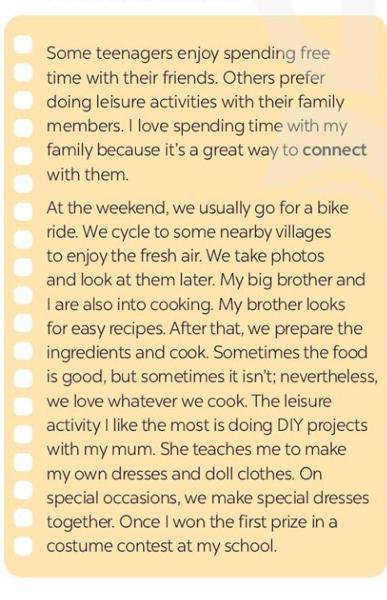 Some teenagers enjoy spending free
time with their friends. Others prefer
doing leisure activities with their family
members. I love spending time with my
family because it's a great way to connect
with them.
At the weekend, we usually go for a bike
ride. We cycle to some nearby villages
to enjoy the fresh air. We take photos
and look at them later. My big brother and
I are also into cooking. My brother looks
for easy recipes. After that, we prepare the
ingredients and cook. Sometimes the food
is good, but sometimes it isn't; nevertheless,
we love whatever we cook. The leisure
activity I like the most is doing DIY projects
with my mum. She teaches me to make
my own dresses and doll clothes. On
special occasions, we make special dresses
together. Once I won the first prize in a
costume contest at my school.